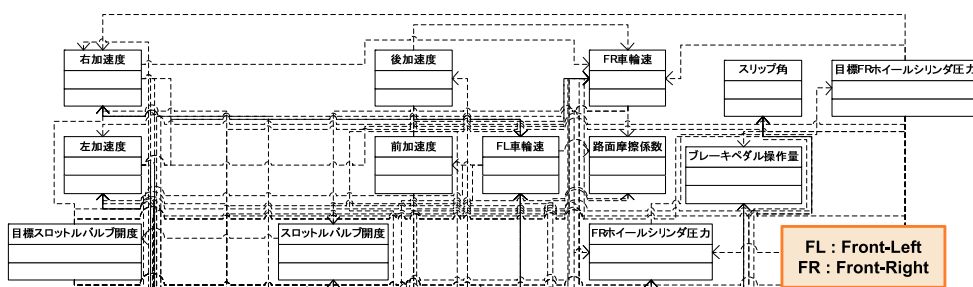 右加速度
後加速度
FR車輪速
スリップ角
目標FRホイールシリンダ圧力
左加速度
前加速度
FL車輪速
路面摩擦係数
ブレーキペダル操作量
目標スロットルバルブ開度
スロットルバルブ開度
FRホイールシリンダ圧力
FL : Front-Left
FR : Front-Right